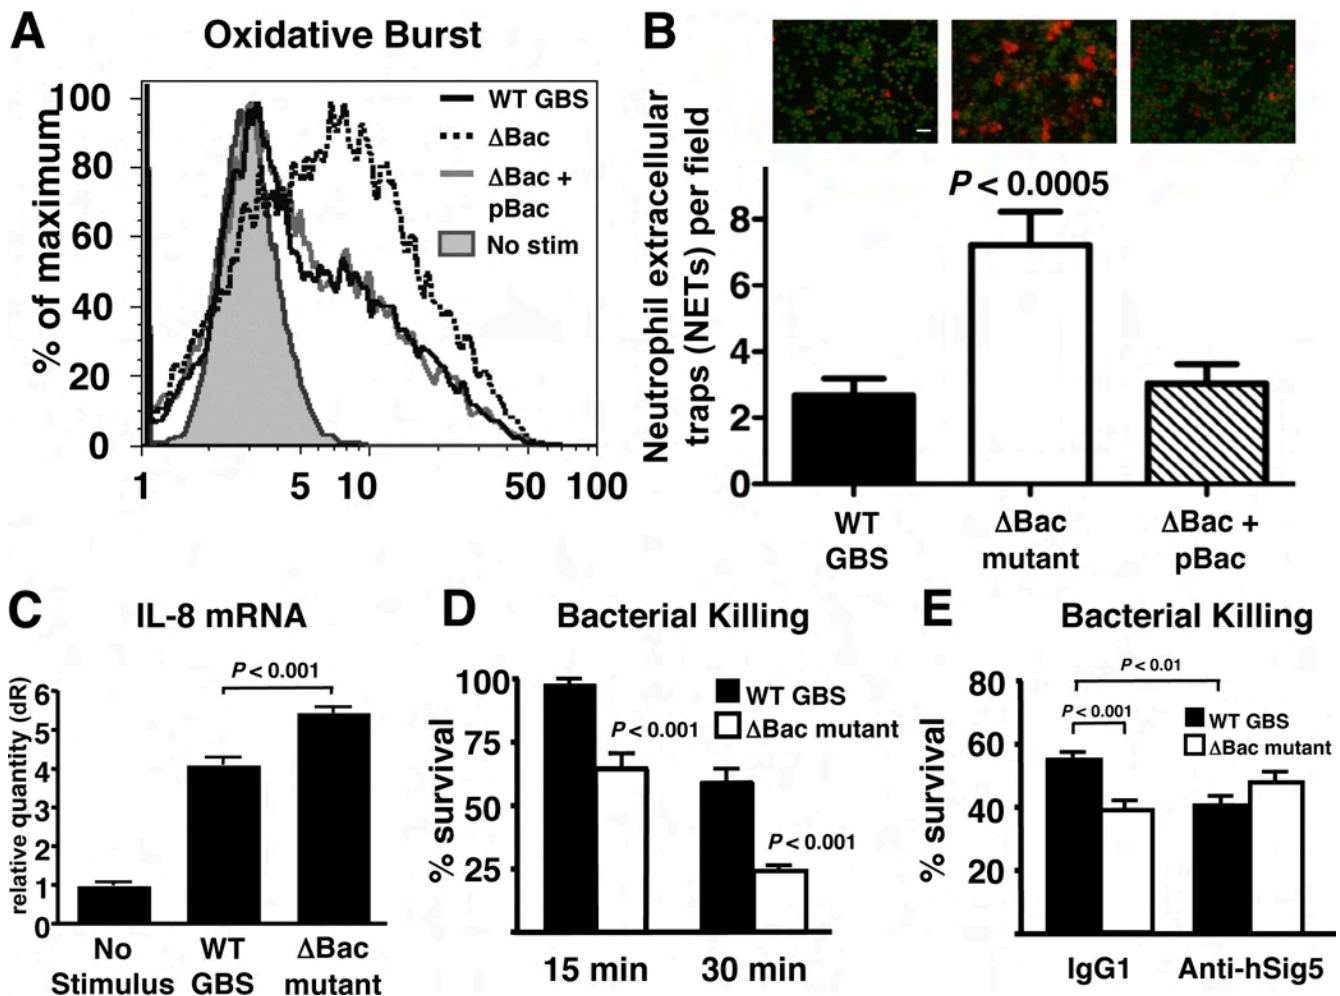 A
Oxidative Burst
% of maximum
100
80
60
40
20
0
1
5
10
50
100
WT GBS
ΔBac
ΔBac +
pBac
No stim
B
Neutrophil extracellular
traps (NETs) per field
P < 0.0005
8
6
4
2
0
WT
GBS
ΔBac
mutant
ΔBac +
pBac
C
IL-8 mRNA
relative quantity (dR)
P < 0.001
6
5
4
3
2
1
0
No
Stimulus
WT
GBS
ΔBac
mutant
D
Bacterial Killing
% survival
100
75
50
25
WT GBS
ΔBac mutant
P < 0.001
P < 0.001
15 min
30 min
E
Bacterial Killing
% survival
80
60
40
20
P < 0.01
P < 0.001
WT GBS
ΔBac mutant
IgG1
Anti-hSig5